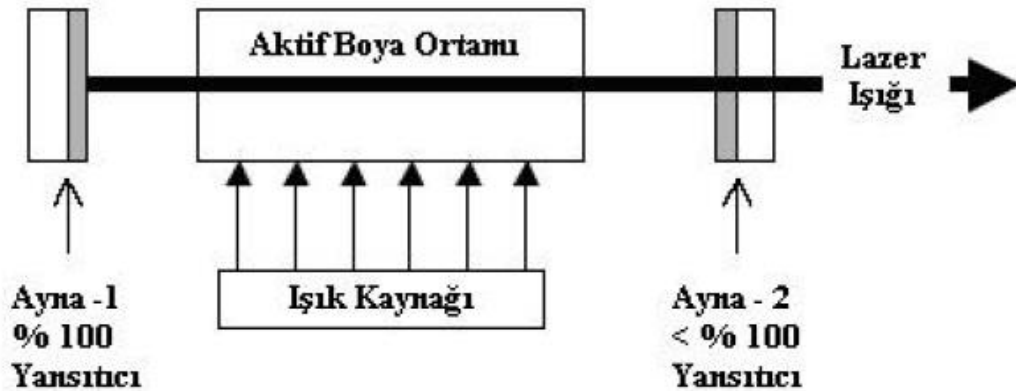 Aktif Boya Ortamı
Lazer
Işığı
Işık Kaynağı
Ayna -1
% 100
Yansıtıcı
Ayna - 2
< % 100
Yansıtıcı